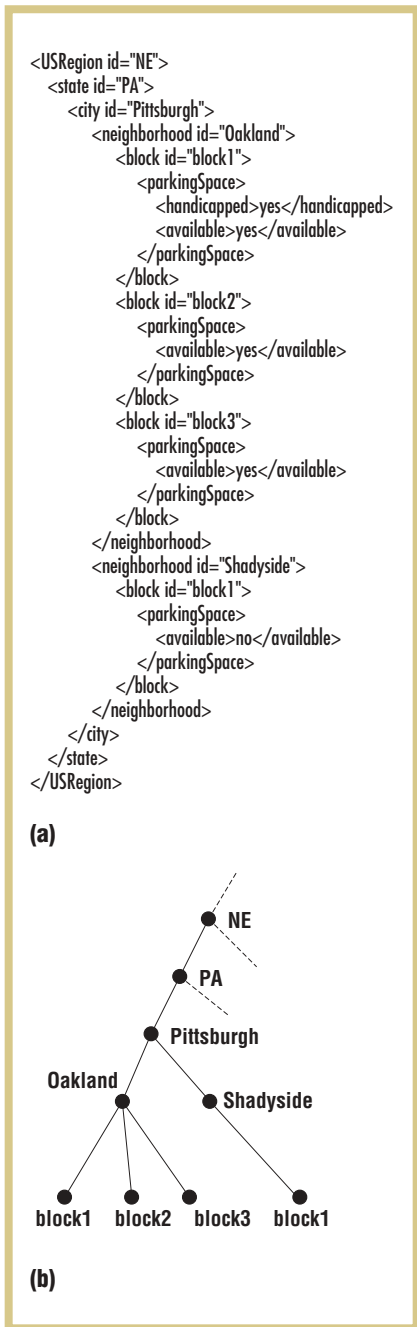 <USRegion id="NE">
<state id="PA">
<city id="Pittsburgh">
<neighborhood id="Oakland">
<block id="block1">
<parkingSpace>
<handicapped>yes</handicapped>
<available>yes</available>
</parkingSpace>
</block>
<block id="block2">
<parkingSpace>
<available>yes</available>
</parkingSpace>
</block>
<block id="block3">
<parkingSpace>
<available>yes</available>
</parkingSpace>
</block>
</neighborhood>
<neighborhood id="Shadyside">
<block id="block1">
<parkingSpace>
<available>no</available>
</parkingSpace>
</block>
</neighborhood>
</city>
</state>
</USRegion>
(a)
NE
PA
Pittsburgh
Oakland
Shadyside
block1 block2 block3 block1
(b)